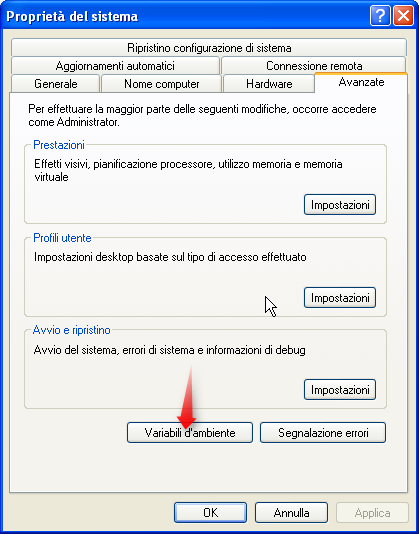 Proprietà del sistema
Ripristino configurazione di sistema
Aggiornamenti automatici
Connessione remota
Generale
Nome computer
Hardware
Avanzate
Per effettuare la maggior parte delle seguenti modifiche, occorre accedere
come Administrator.
Prestazioni
Effetti visivi, pianificazione processore, utilizzo memoria e memoria
virtuale
Impostazioni
Profili utente
Impostazioni desktop basate sul tipo di accesso effettuato
Impostazioni
Avvio e ripristino
Avvio del sistema, errori di sistema e informazioni di debug
Impostazioni
Variabili d'ambiente
Segnalazione errori
OK
Annulla
Applica